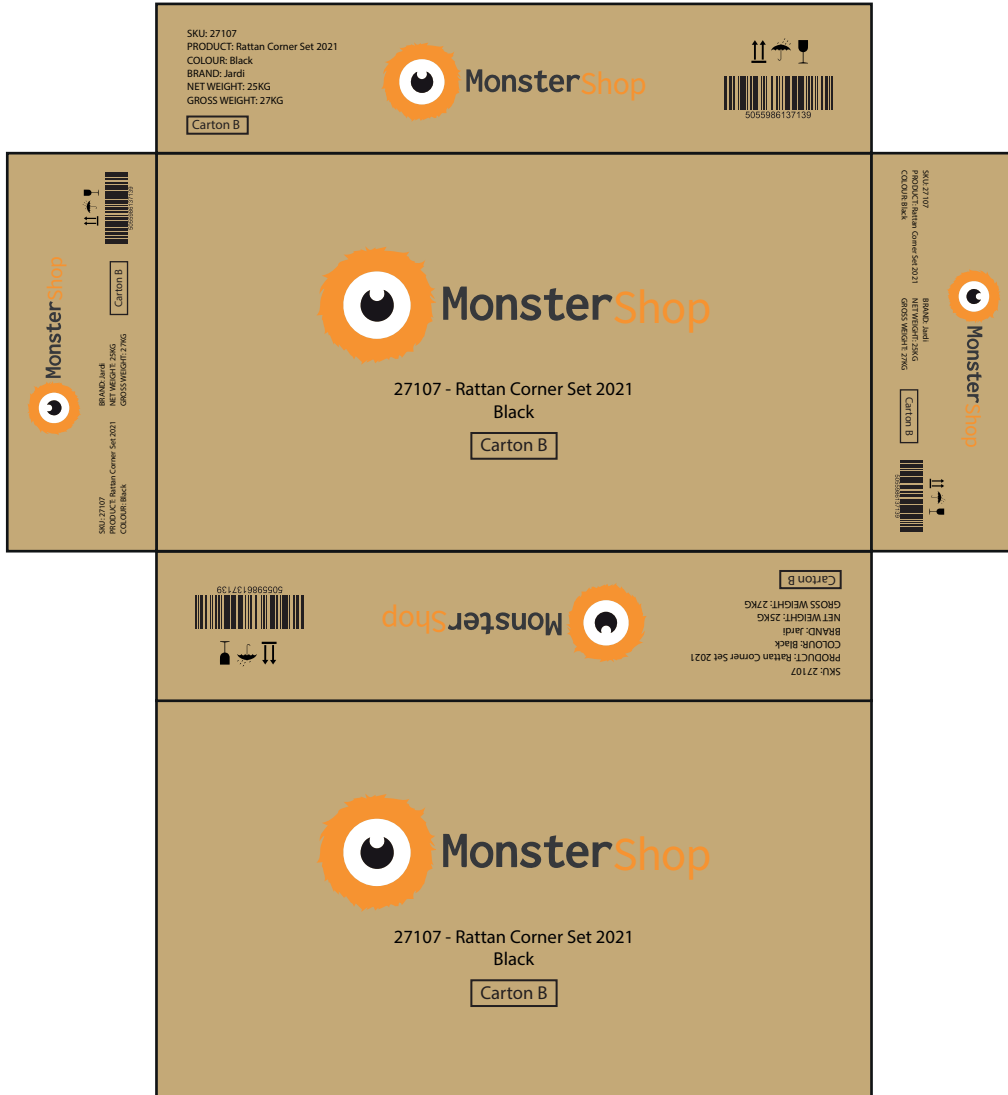 SKU: 27107
PRODUCT: Rattan Corner Set 2021
COLOUR: Black
BRAND: Jardi
NET WEIGHT: 25KG
GROSS WEIGHT: 27KG
Carton B
MonsterShop
5055986137139
5055986137139
Carton B
MonsterShop
BRAND: Jardi
NET WEIGHT: 25KG
GROSS WEIGHT: 27KG
SKU: 27107
PRODUCT: Rattan Corner Set 2021
COLOUR: Black
MonsterShop
27107 - Rattan Corner Set 2021
Black
Carton B
SKU: 27107
PRODUCT: Rattan Corner Set 2021
COLOUR: Black
BRAND: Jardi
NET WEIGHT: 25KG
GROSS WEIGHT: 27KG
MonsterShop
Carton B
5055986137139
SKU: 27107
PRODUCT: Rattan Corner Set 2021
COLOUR: Black
BRAND: Jardi
NET WEIGHT: 25KG
GROSS WEIGHT: 27KG
Carton B
MonsterShop
5055986137139
MonsterShop
27107 - Rattan Corner Set 2021
Black
Carton B